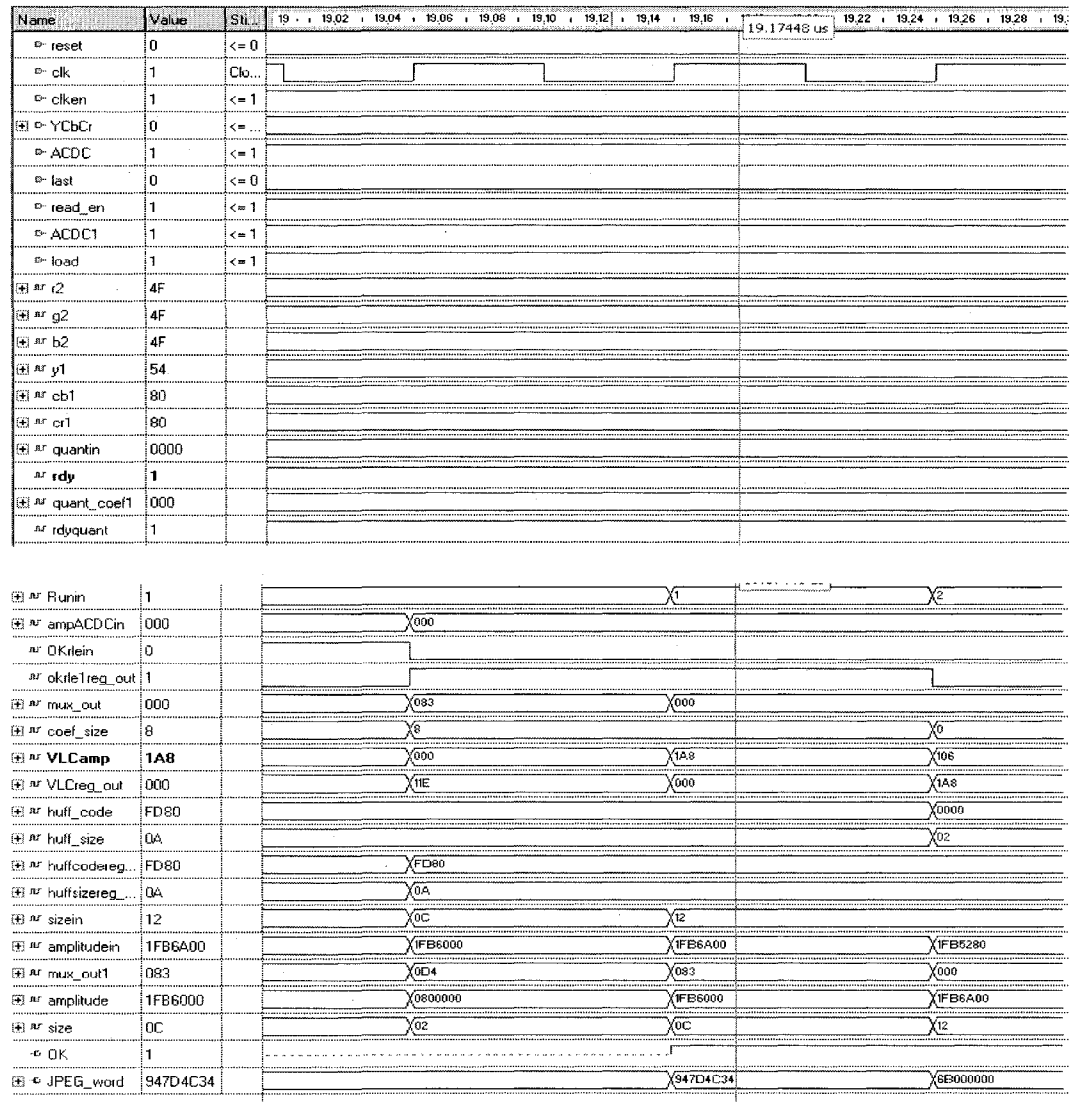 Name Value Sti... 19 19,02 19,04 19,06 19,08 19,10 19,12 19,14 19,16 19,22 19,24 19,26 19,28
19.17448 us
reset 0 <= 0
clk 1 Clo...
clken 1 <= 1
YCbCr 0 <= ...
ACDC 1 <= 1
last 0 <= 0
read_en 1 <= 1
ACDC1 1 <= 1
load 1 <= 1
r2 4F
g2 4F
b2 4F
y1 54
cb1 80
cr1 80
quantin 0000
rdy 1
quant_coef1 000
rdyquant 1
Runin 1 1 2
ampACDCin 000 000
OKrlein 0
okrle1reg_out 1
mux_out 000 083 000
coef_size 8 8 0
VLCamp 1A8 000 1A8 106
VLCreg_out 000 11E 000 1A8
huff_code FD80 0000
huff_size 0A 02
huffcodereg... FD80 FD80
huffsizereg_... 0A 0A
sizein 12 0C 12
amplitudein 1FB6A00 1FB6000 1FB6A00 1FB5280
mux_out1 083 0D4 083 000
amplitude 1FB6000 0800000 1FB6000 1FB6A00
size 0C 02 0C 12
OK 1
JPEG_word 947D4C34 947D4C34 6B000000